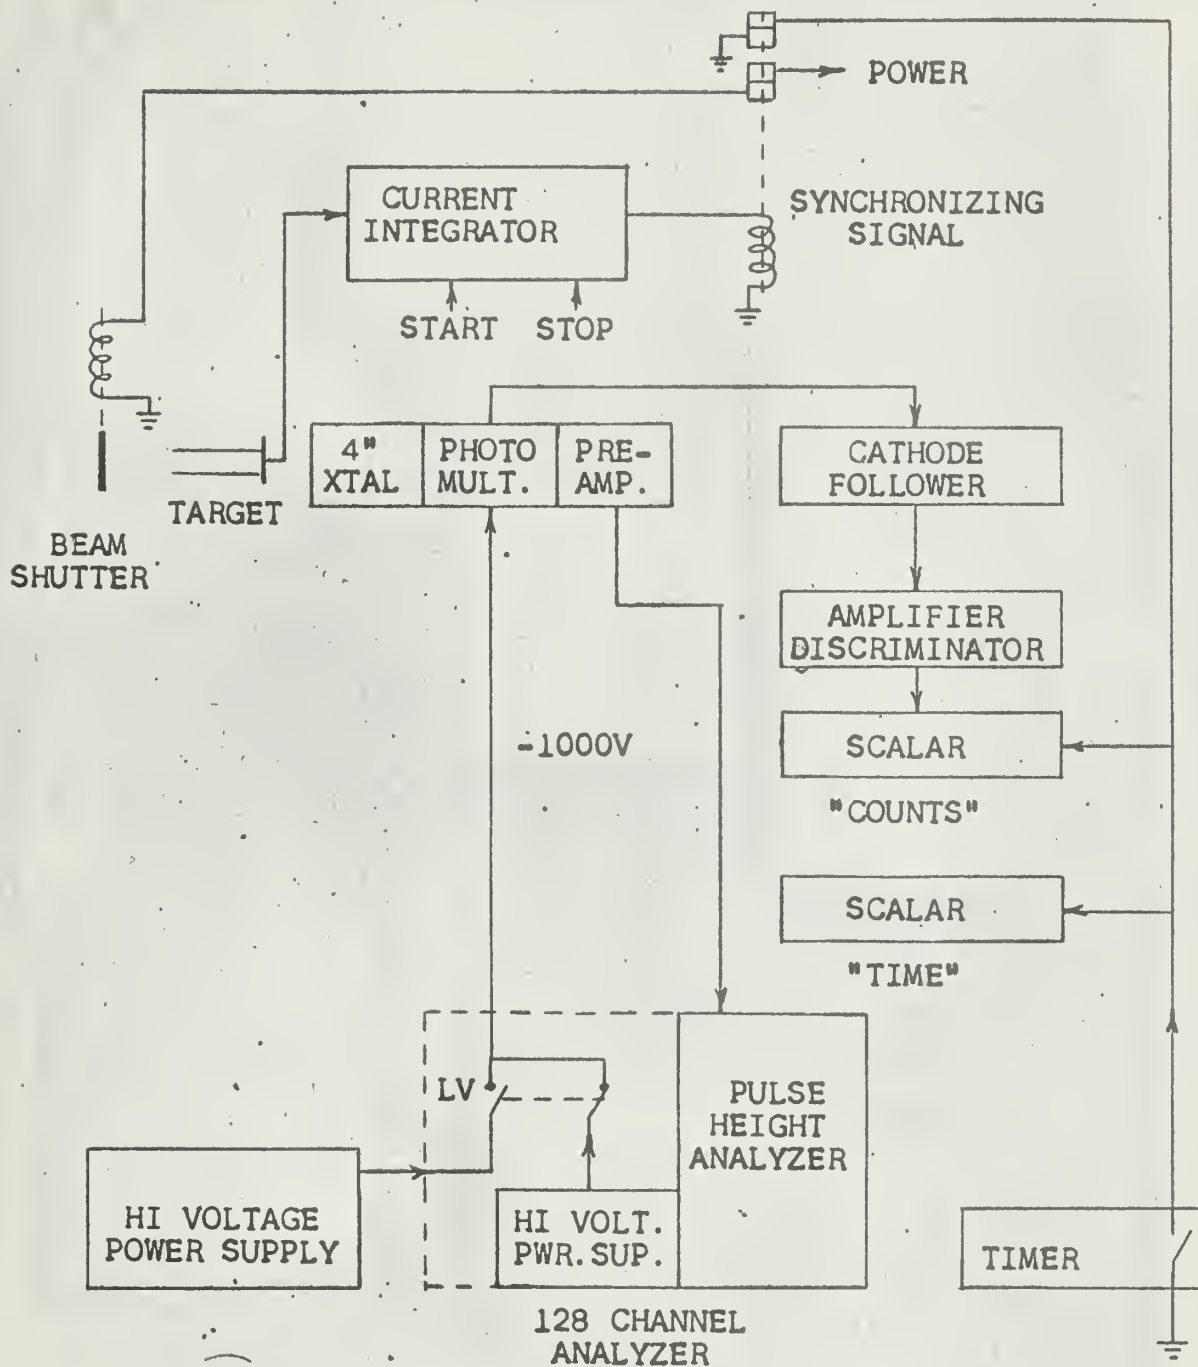 POWER
CURRENT
INTEGRATOR
SYNCHRONIZING
SIGNAL
START STOP
4" XTAL
PHOTO MULT.
PRE-AMP.
CATHODE
FOLLOWER
TARGET
BEAM
SHUTTER
AMPLIFIER
DISCRIMINATOR
-1000V
SCALAR
"COUNTS"
SCALAR
"TIME"
LV
PULSE
HEIGHT
ANALYZER
HI VOLTAGE
POWER SUPPLY
HI VOLT.
PWR.SUP.
TIMER
128 CHANNEL
ANALYZER